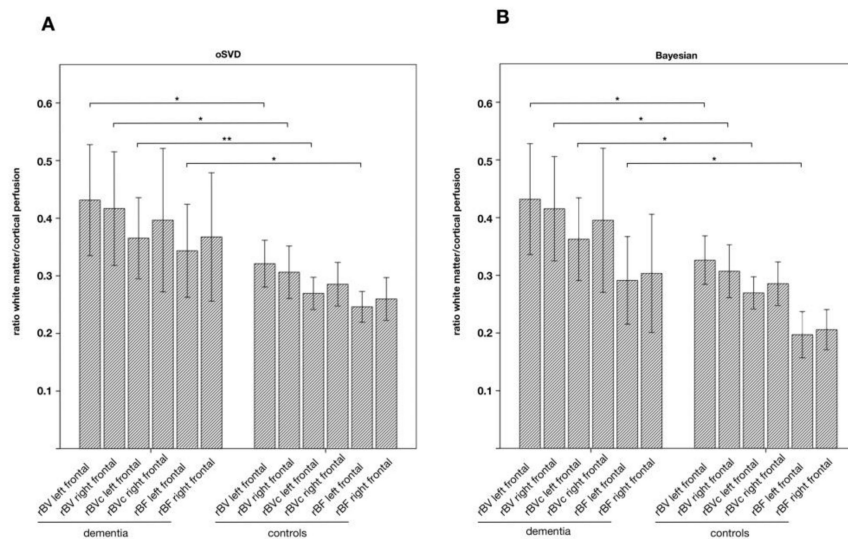 A
oSVD
ratio white matter/cortical perfusion
0.6
0.5
0.4
0.3
0.2
0.1
*
*
**
*
rBV left frontal
rBV right frontal
rBVc left frontal
rBVc right frontal
rBF left frontal
rBF right frontal
rBV left frontal
rBV right frontal
rBVc left frontal
rBVc right frontal
rBF left frontal
rBF right frontal
dementia
controls
B
Bayesian
ratio white matter/cortical perfusion
0.6
0.5
0.4
0.3
0.2
0.1
*
*
*
*
rBV left frontal
rBV right frontal
rBVc left frontal
rBVc right frontal
rBF left frontal
rBF right frontal
rBV left frontal
rBV right frontal
rBVc left frontal
rBVc right frontal
rBF left frontal
rBF right frontal
dementia
controls